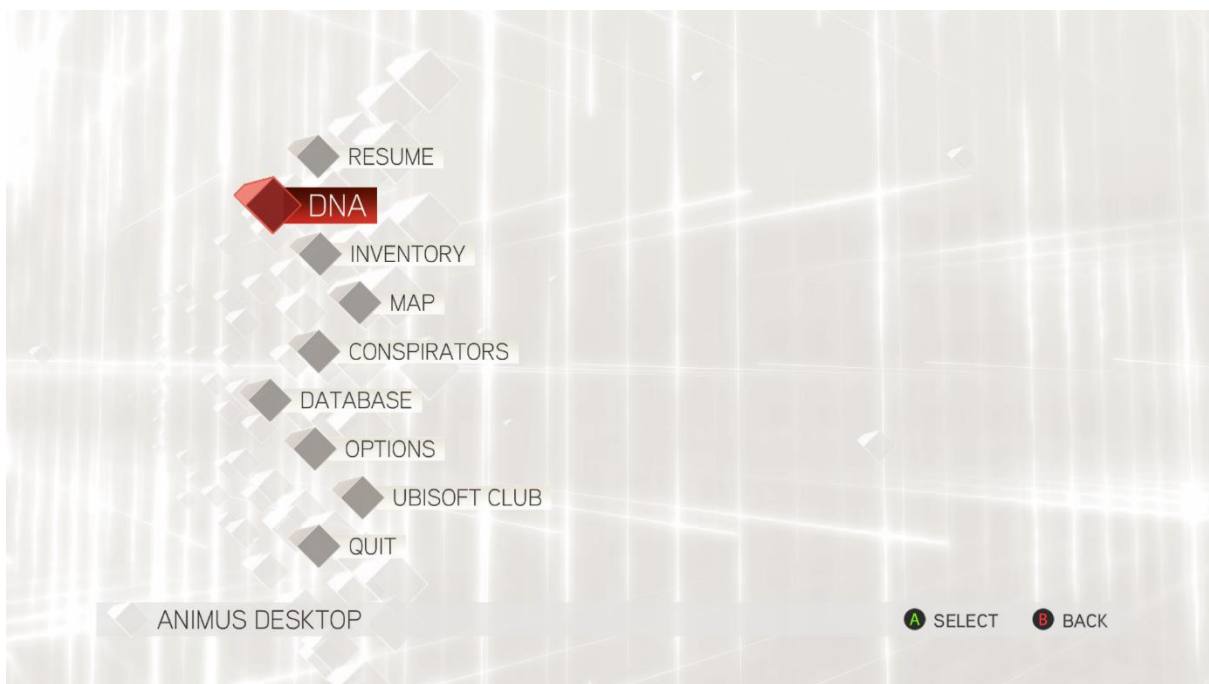 RESUME
DNA
INVENTORY
MAP
CONSPIRATORS
DATABASE
OPTIONS
UBISOFT CLUB
QUIT
ANIMUS DESKTOP
A SELECT B BACK